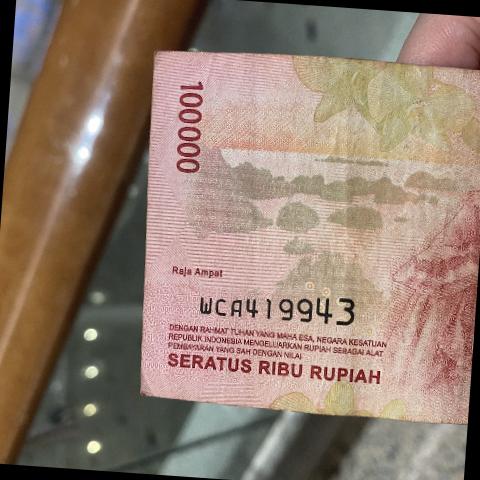 100000
Raja Ampat
WCA419943
DENGAN RAHMAT TUHAN YANG MAHA ESA, NEGARA KESATUAN
REPUBLIK INDONESIA MENGELUARKAN RUPIAH SEBAGAI ALAT
PEMBAYARAN YANG SAH DENGAN NILAI
SERATUS RIBU RUPIAH